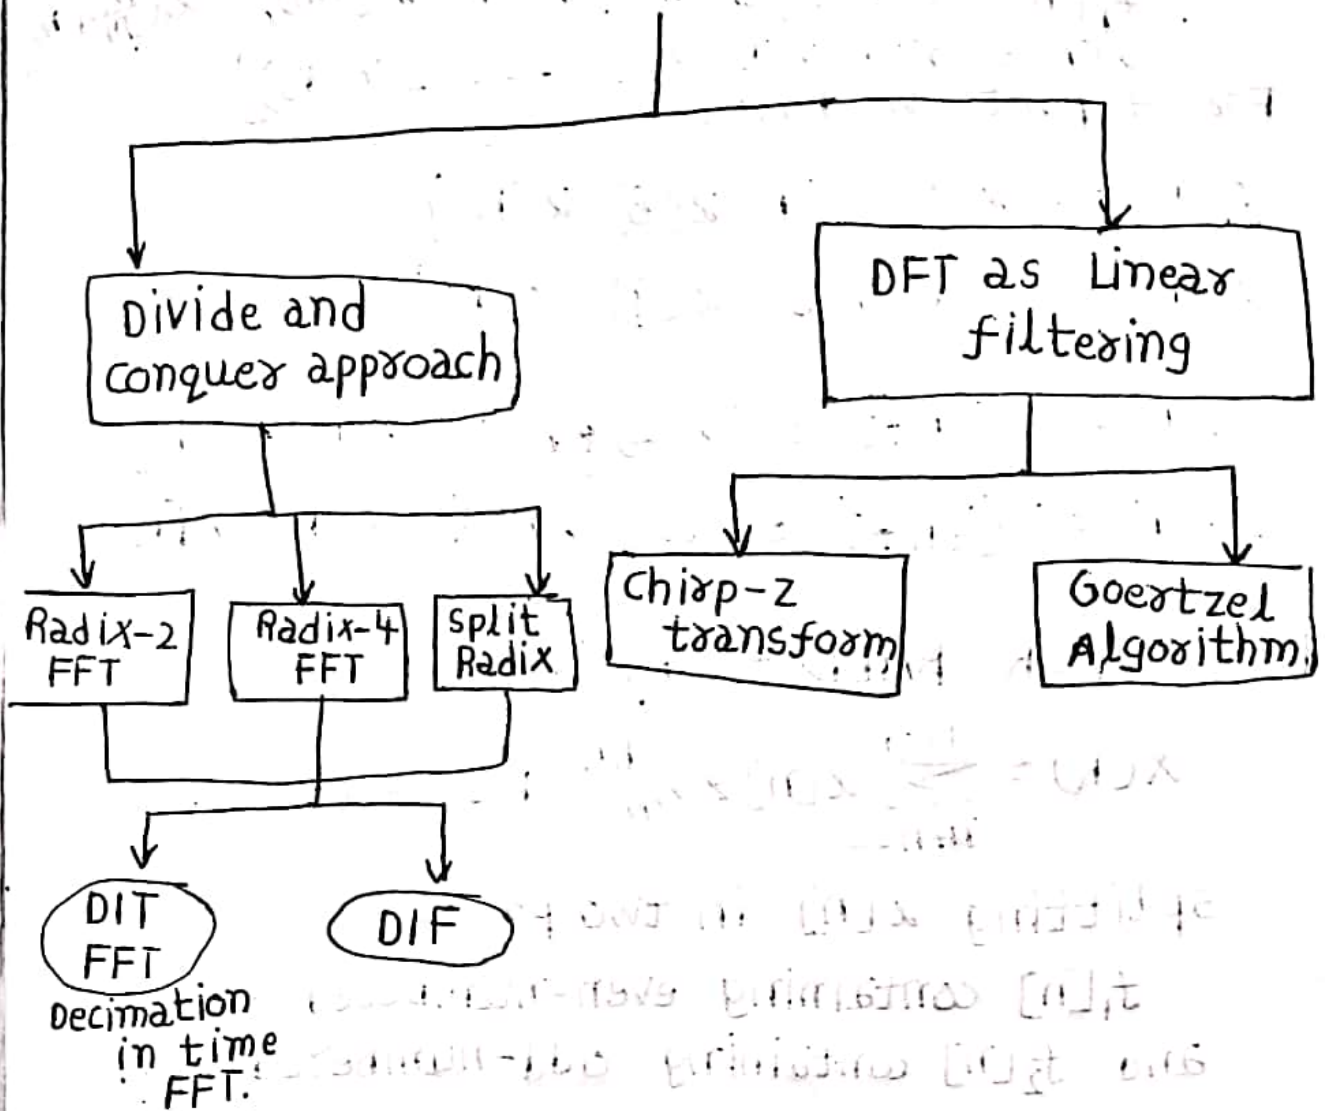 Divide and
conquer approach
DFT as Linear
filtering
Radix-2
FFT
Radix-4
FFT
Split
Radix
Chirp-z
transform
Goertzel
Algorithm
DIT
FFT
DIF
Decimation
in time
FFT.